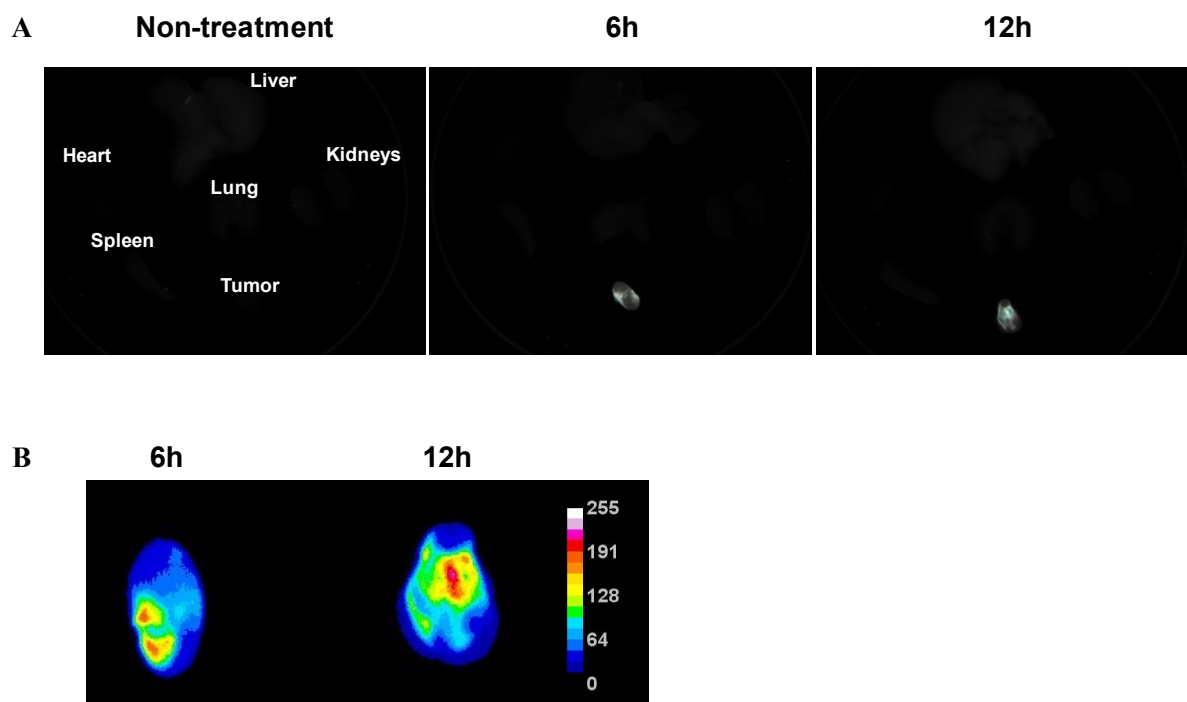 A Non-treatment 6h 12h
Liver
Heart Kidneys
Lung
Spleen
Tumor
B 6h 12h
255
191
128
64
0